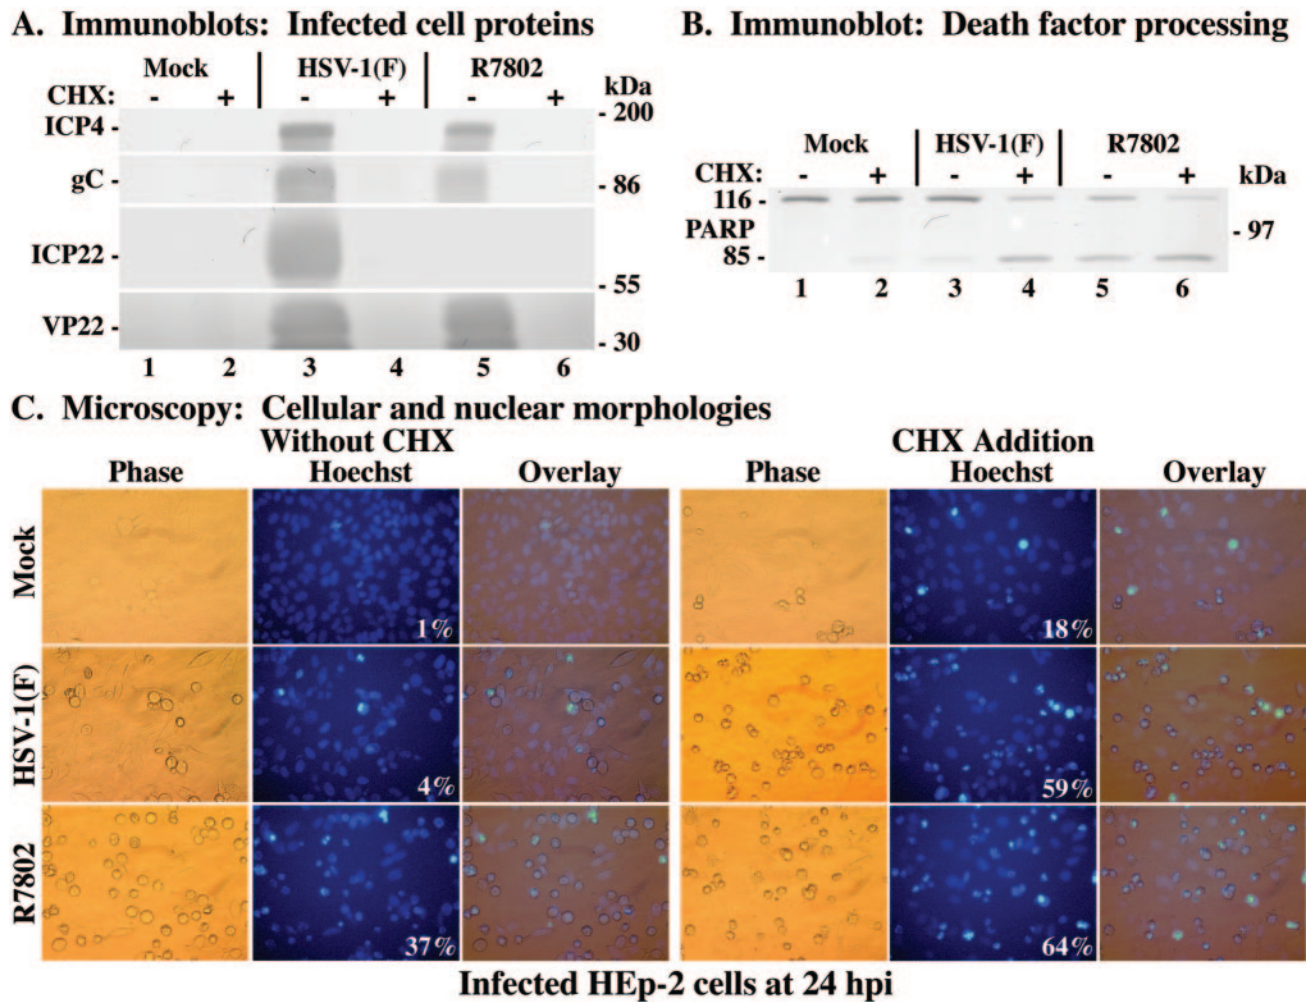 A. Immunoblots: Infected cell proteins
Mock HSV-1(F) R7802 kDa
CHX: - + - + - + - 200
ICP4 -
gC - - 86
ICP22 -
- 55
VP22 - - 30
1 2 3 4 5 6
B. Immunoblot: Death factor processing
Mock HSV-1(F) R7802
CHX: - + - + - + kDa
116 -
PARP - 97
85 -
1 2 3 4 5 6
C. Microscopy: Cellular and nuclear morphologies
Without CHX CHX Addition
Phase Hoechst Overlay Phase Hoechst Overlay
Mock 1% 18%
HSV-1(F) 4% 59%
R7802 37% 64%
Infected HEp-2 cells at 24 hpi